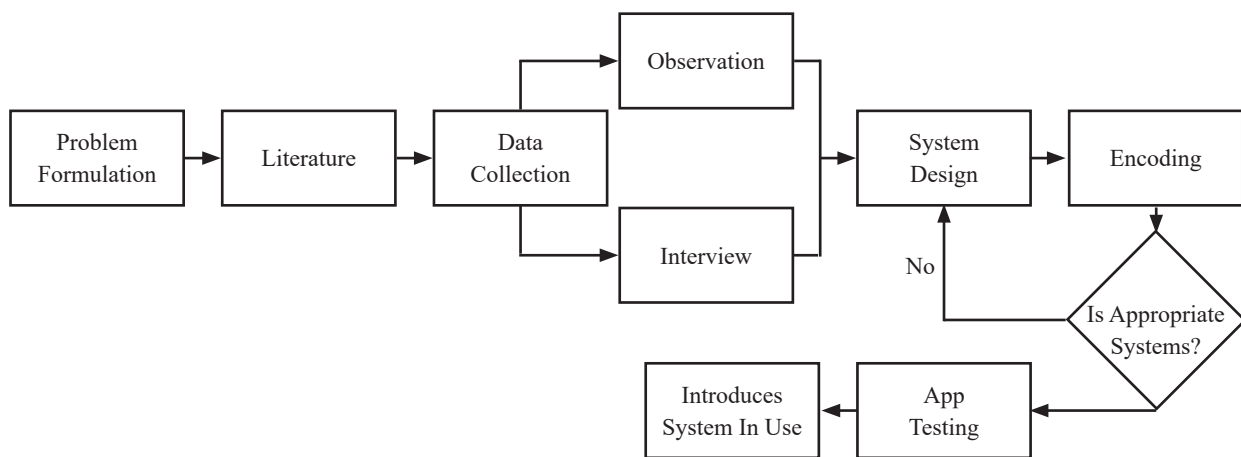 Problem
Formulation
Literature
Data
Collection
Observation
Interview
System
Design
Encoding
No
Is Appropriate
Systems?
App
Testing
Introduces
System In Use